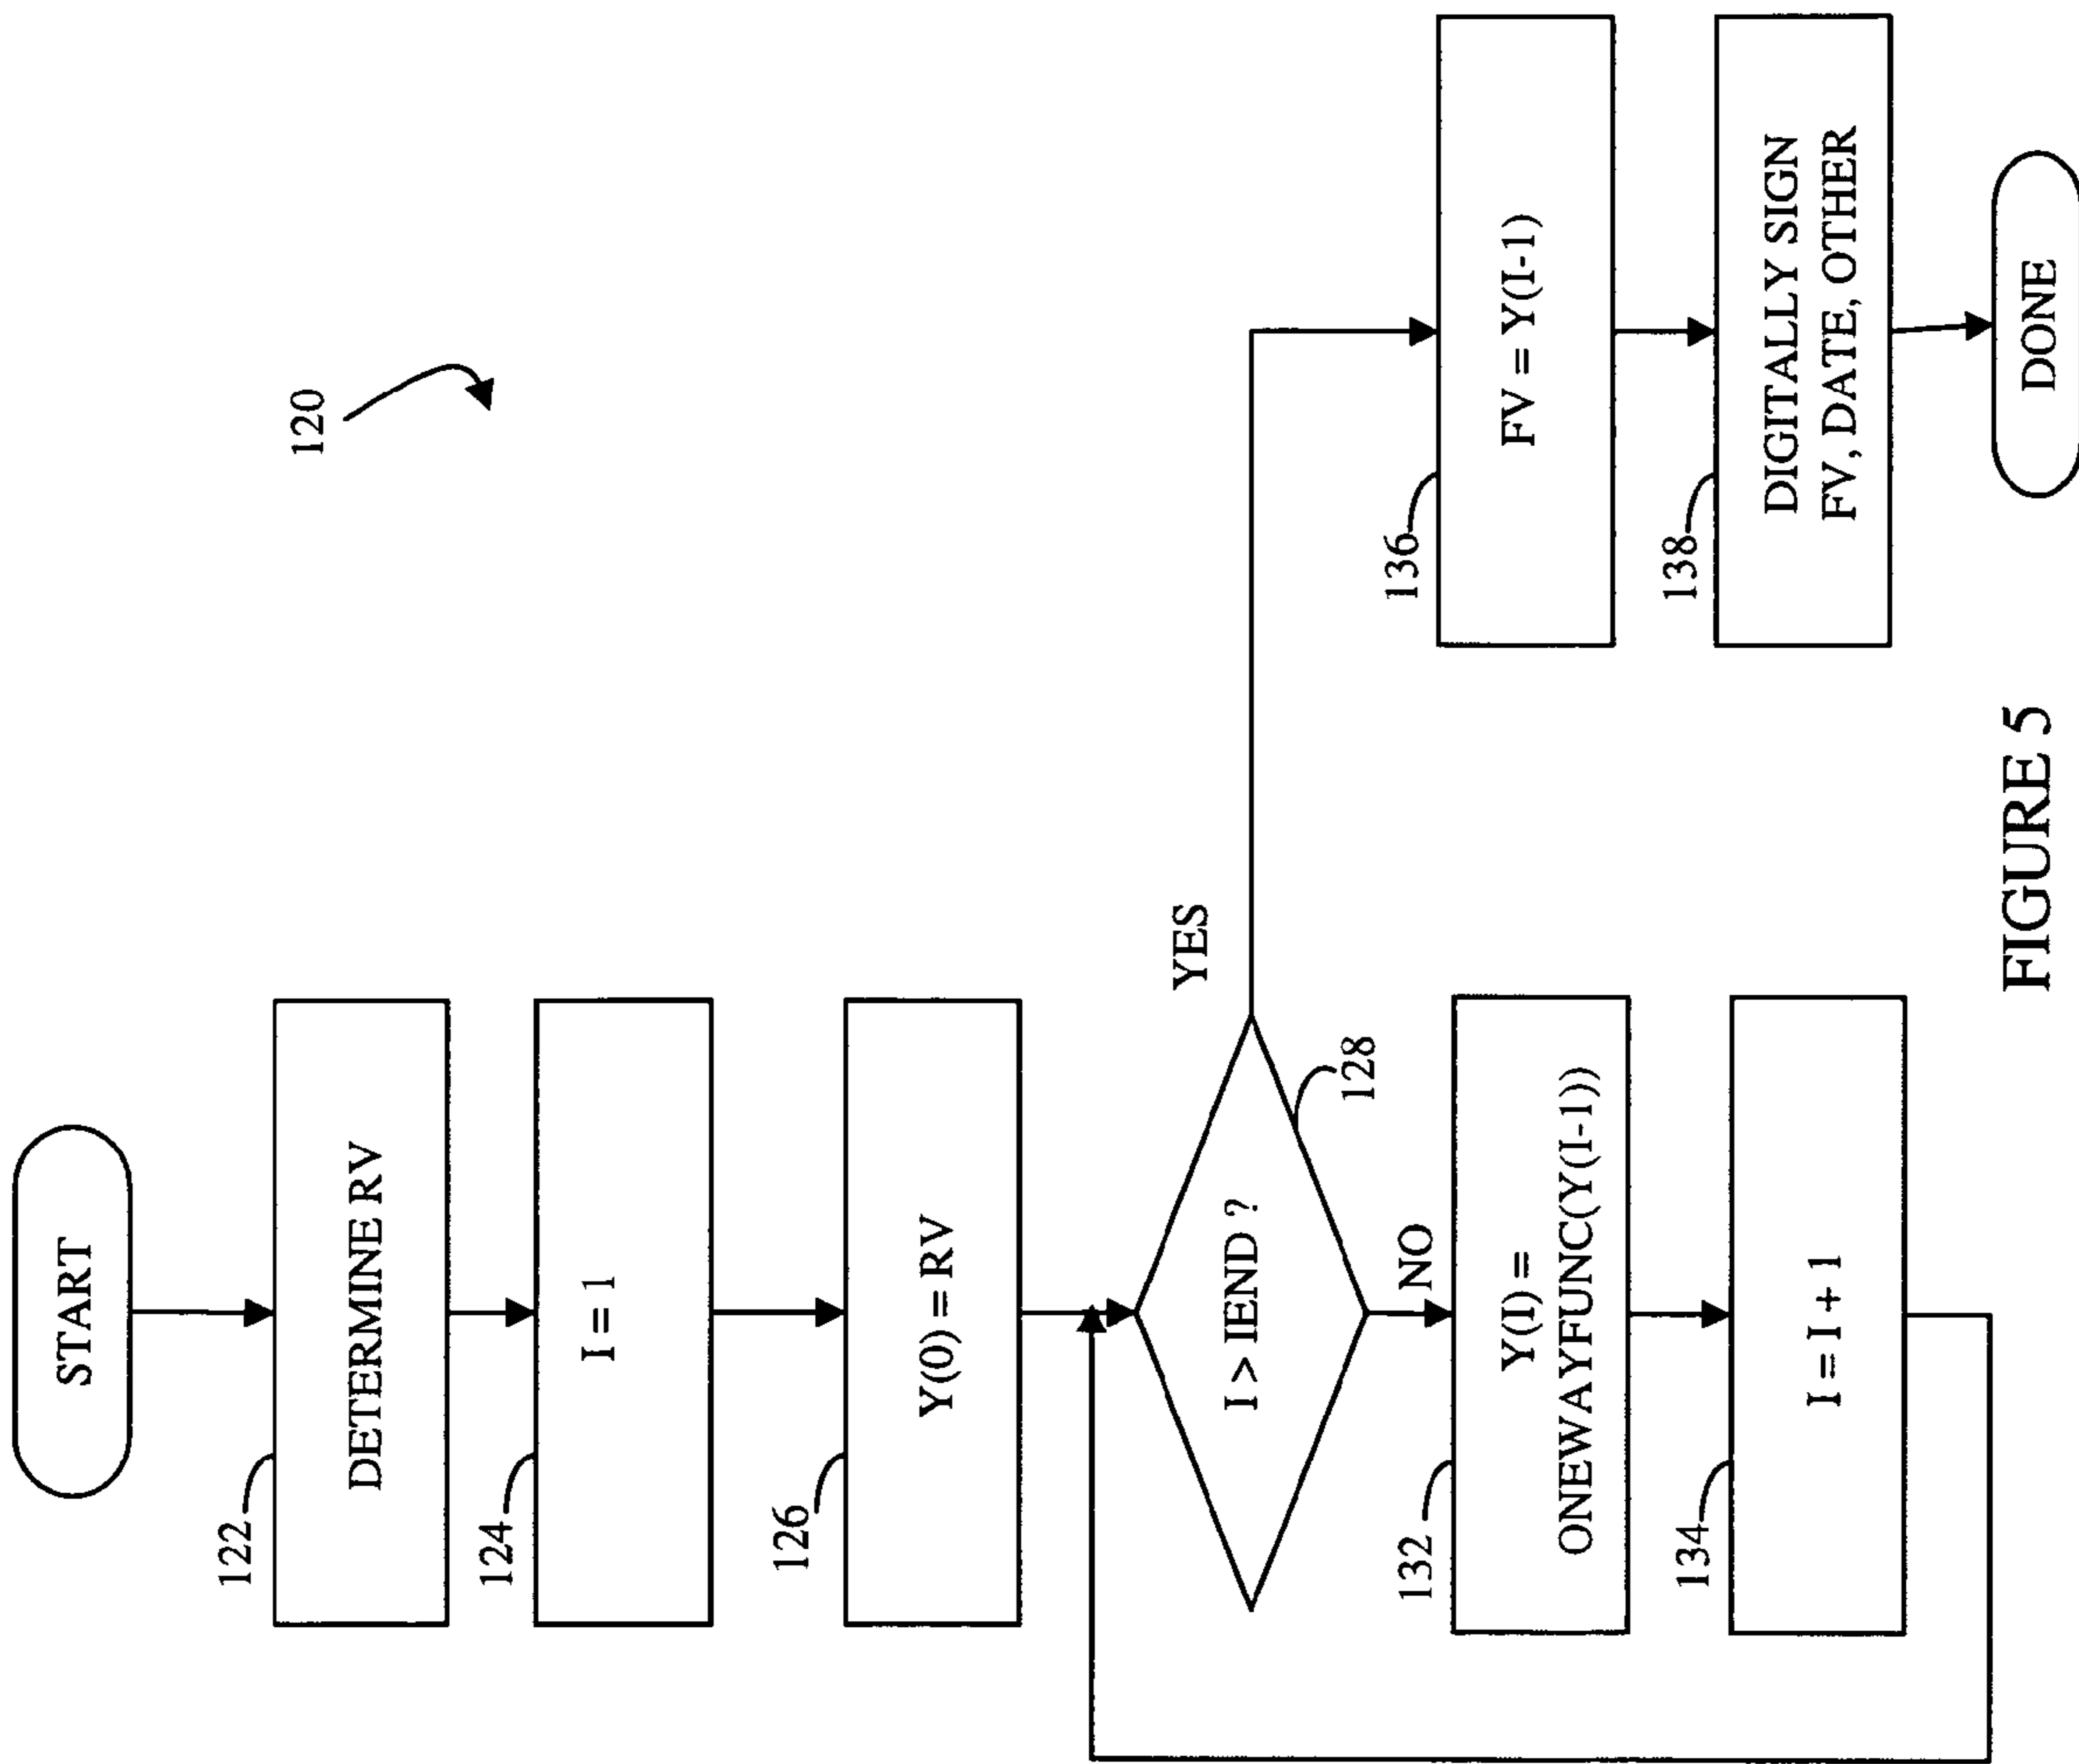 120
START
122
DETERMINE RV
124
I = 1
126
Y(0) = RV
I > IEND ?
128
YES
NO
132
Y(I) =
ONEWAYFUNC(Y(I-1))
134
I = I + 1
136
FV = Y(I-1)
138
DIGITALLY SIGN
FV, DATE, OTHER
DONE
FIGURE 5